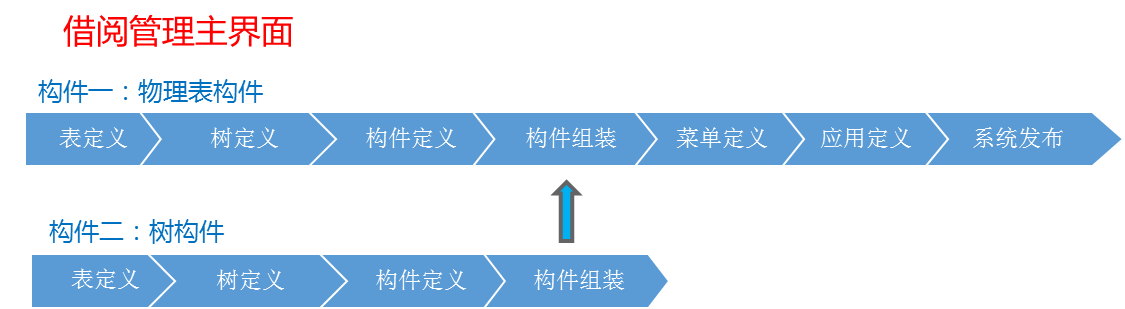 借阅管理主界面
构件一：物理表构件
表定义 树定义 构件定义 构件组装 菜单定义 应用定义 系统发布
构件二：树构件
表定义 树定义 构件定义 构件组装